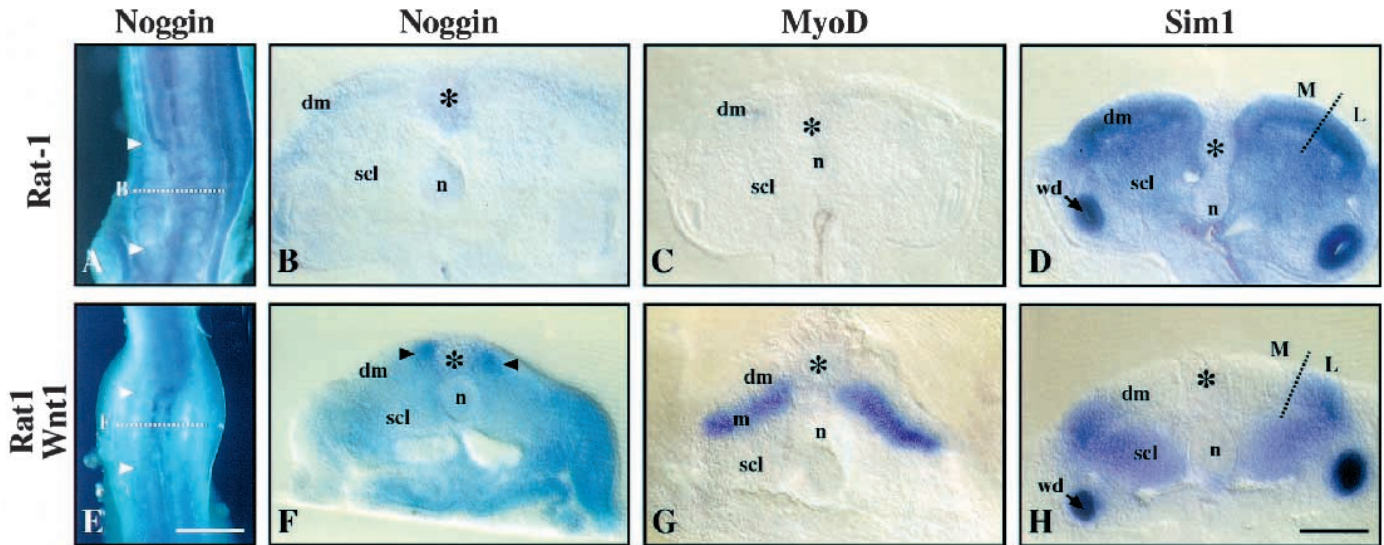 Noggin Noggin MyoD Sim1
Rat-1
B
A
dm * scl n
B
* n scl
C
M L dm * scl wd n
D
Rat1
Wnt1
E
E
dm * n scl
F
* dm m n scl
G
M L * dm scl n wd
H